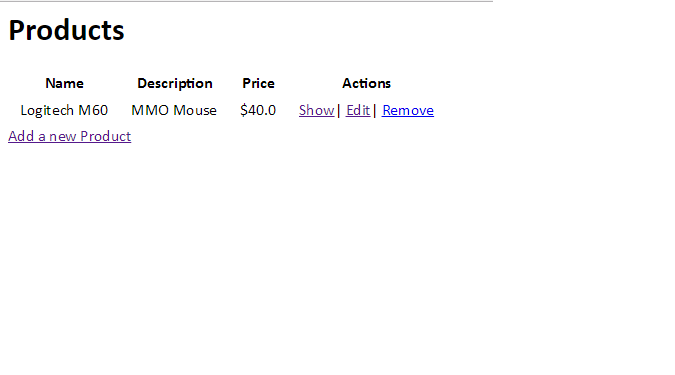 Products
Name Description Price Actions
Logitech M60 MMO Mouse $40.0 Show | Edit | Remove
Add a new Product